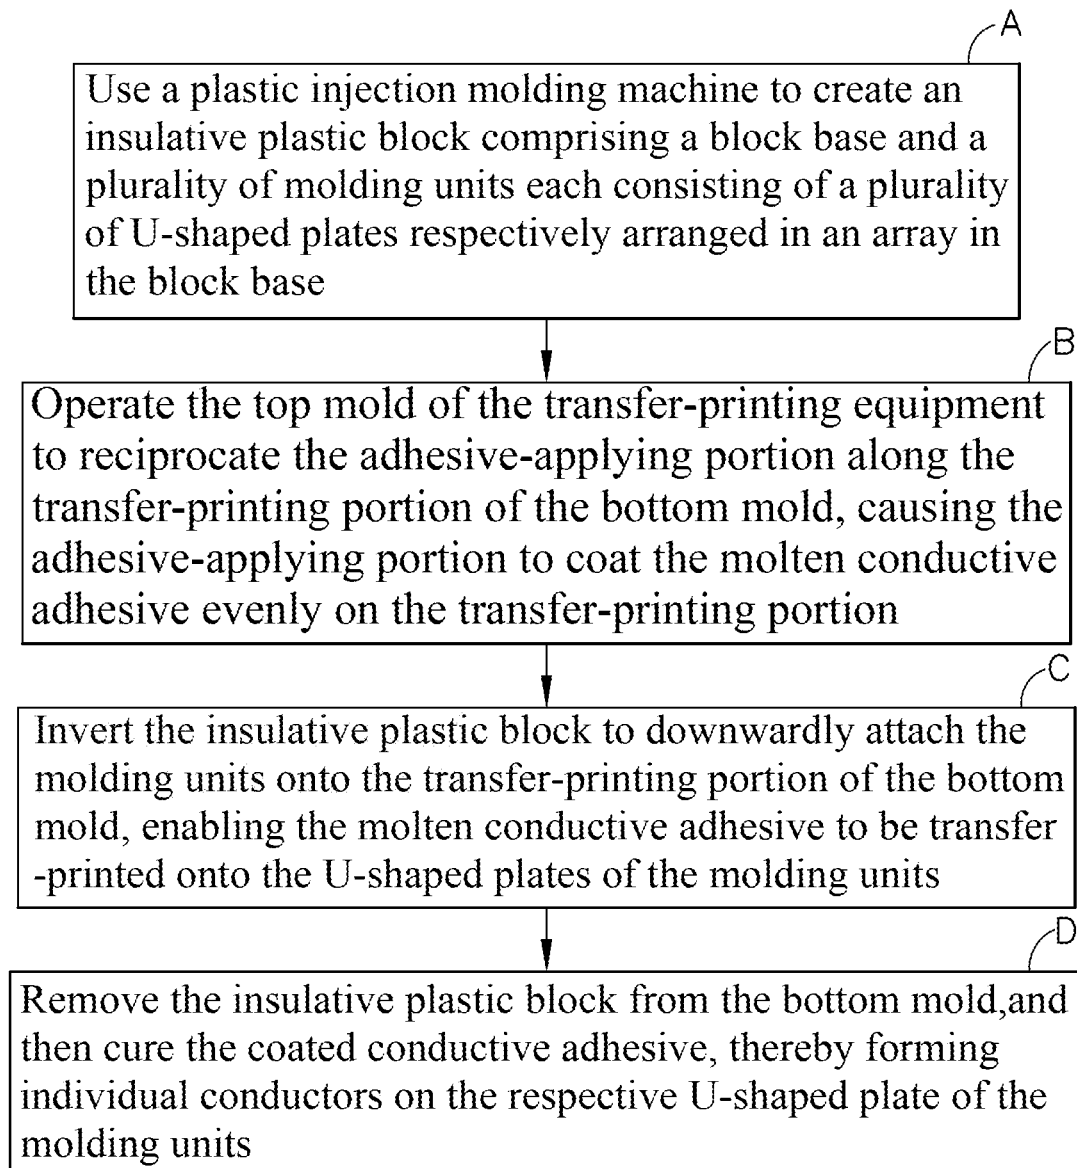 A
Use a plastic injection molding machine to create an
insulative plastic block comprising a block base and a
plurality of molding units each consisting of a plurality
of U-shaped plates respectively arranged in an array in
the block base
B
Operate the top mold of the transfer-printing equipment
to reciprocate the adhesive-applying portion along the
transfer-printing portion of the bottom mold, causing the
adhesive-applying portion to coat the molten conductive
adhesive evenly on the transfer-printing portion
C
Invert the insulative plastic block to downwardly attach the
molding units onto the transfer-printing portion of the bottom
mold, enabling the molten conductive adhesive to be transfer
-printed onto the U-shaped plates of the molding units
D
Remove the insulative plastic block from the bottom mold,and
then cure the coated conductive adhesive, thereby forming
individual conductors on the respective U-shaped plate of the
molding units